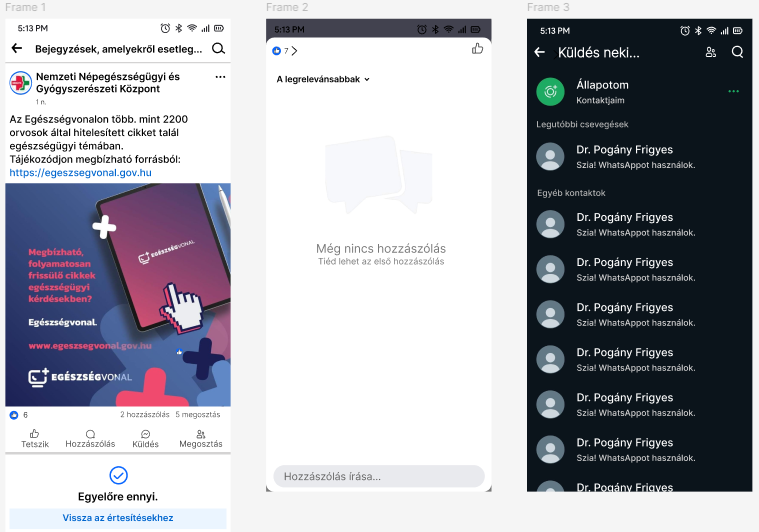 Frame 1
5:13 PM
Bejegyzések, amelyekről esetleg...
Nemzeti Népegészségügyi és
Gyógyszerészeti Központ
1 n.
Az Egészségvonalon több. mint 2200
orvosok által hitelesített cikket talál
egészségügyi témában.
Tájékozódjon megbízható forrásból:
https://egeszsegvonal.gov.hu
EGÉSZSÉGVONAL
Megbízható,
folyamatosan
frissülő cikkek
egészségügyi
kérdésekben?
Egészségvonal.
www.egeszsegvonal.gov.hu
EGÉSZSÉGVONAL
6
2 hozzászólás 5 megosztás
Tetszik Hozzászólás Küldés Megosztás
Egyelőre ennyi.
Vissza az értesítésekhez
Frame 2
5:13 PM
7
A legrelevánsabbak
Még nincs hozzászólás
Tiéd lehet az első hozzászólás
Hozzászólás írása...
Frame 3
5:13 PM
Küldés neki...
Állapotom
Kontaktjaim
Legutóbbi csevegések
Dr. Pogány Frigyes
Szia! WhatsAppot használok.
Egyéb kontaktok
Dr. Pogány Frigyes
Szia! WhatsAppot használok.
Dr. Pogány Frigyes
Szia! WhatsAppot használok.
Dr. Pogány Frigyes
Szia! WhatsAppot használok.
Dr. Pogány Frigyes
Szia! WhatsAppot használok.
Dr. Pogány Frigyes
Szia! WhatsAppot használok.
Dr. Pogány Frigyes
Szia! WhatsAppot használok.
Dr. Pogány Frigyes